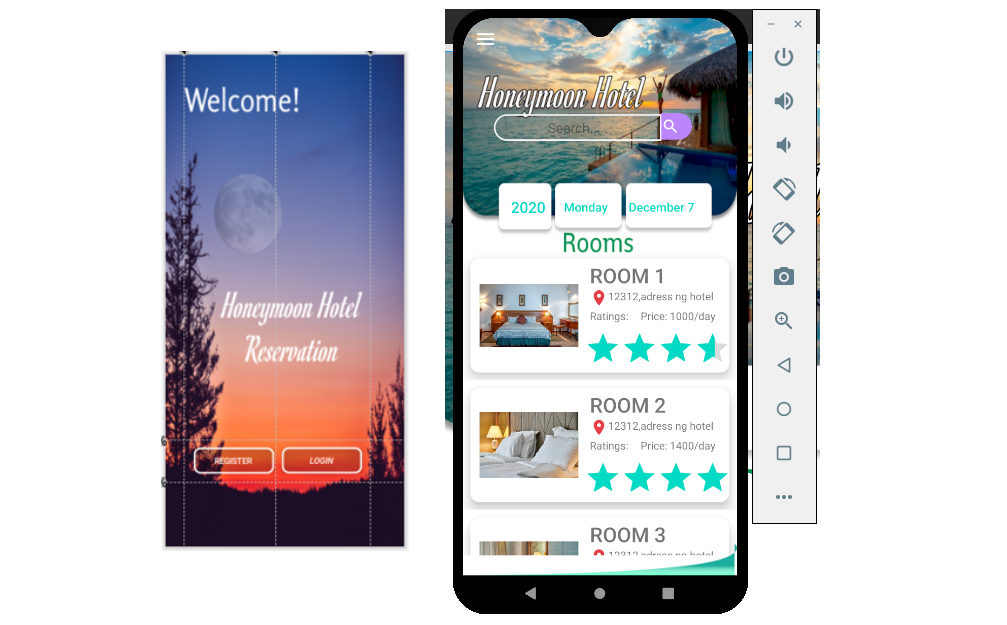 Welcome!
Honeymoon Hotel
Reservation
REGISTER
LOGIN
Honeymoon Hotel
Search...
2020
Monday
December 7
Rooms
ROOM 1
12312,adress ng hotel
Ratings: Price: 1000/day
ROOM 2
12312,adress ng hotel
Ratings: Price: 1400/day
ROOM 3
12312,adress ng hotel